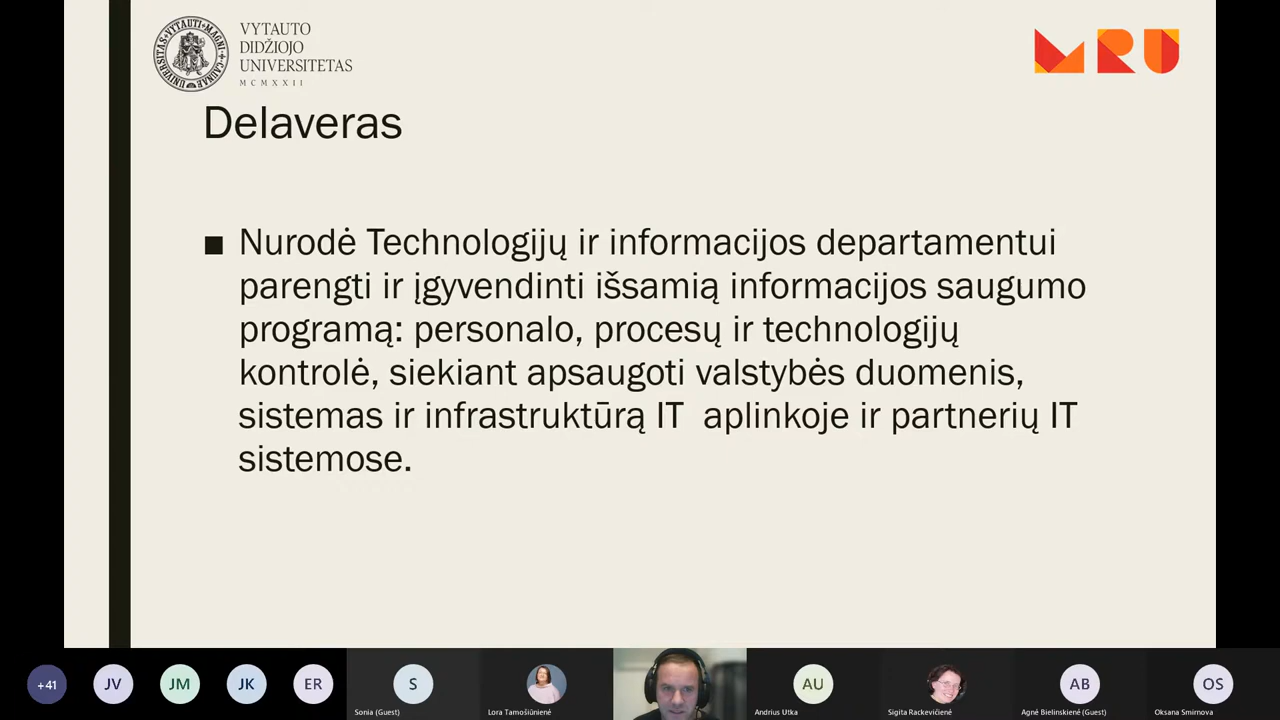 VYTAUTO
DIDŽIOJO
UNIVERSITETAS
MCMXXII
MRU
Delaveras
■ Nurodė Technologijų ir informacijos departamentui
parengti ir įgyvendinti išsamią informacijos saugumo
programą: personalo, procesų ir technologijų
kontrolė, siekiant apsaugoti valstybės duomenis,
sistemas ir infrastruktūrą IT aplinkoje ir partnerių IT
sistemose.
+41
JV
JM
JK
ER
S
Sonia (Guest)
Lora Tamošiūnienė
AU
Andrius Utka
Sigita Rackevičienė
AB
Agnė Bielinskienė (Guest)
OS
Oksana Smirnova